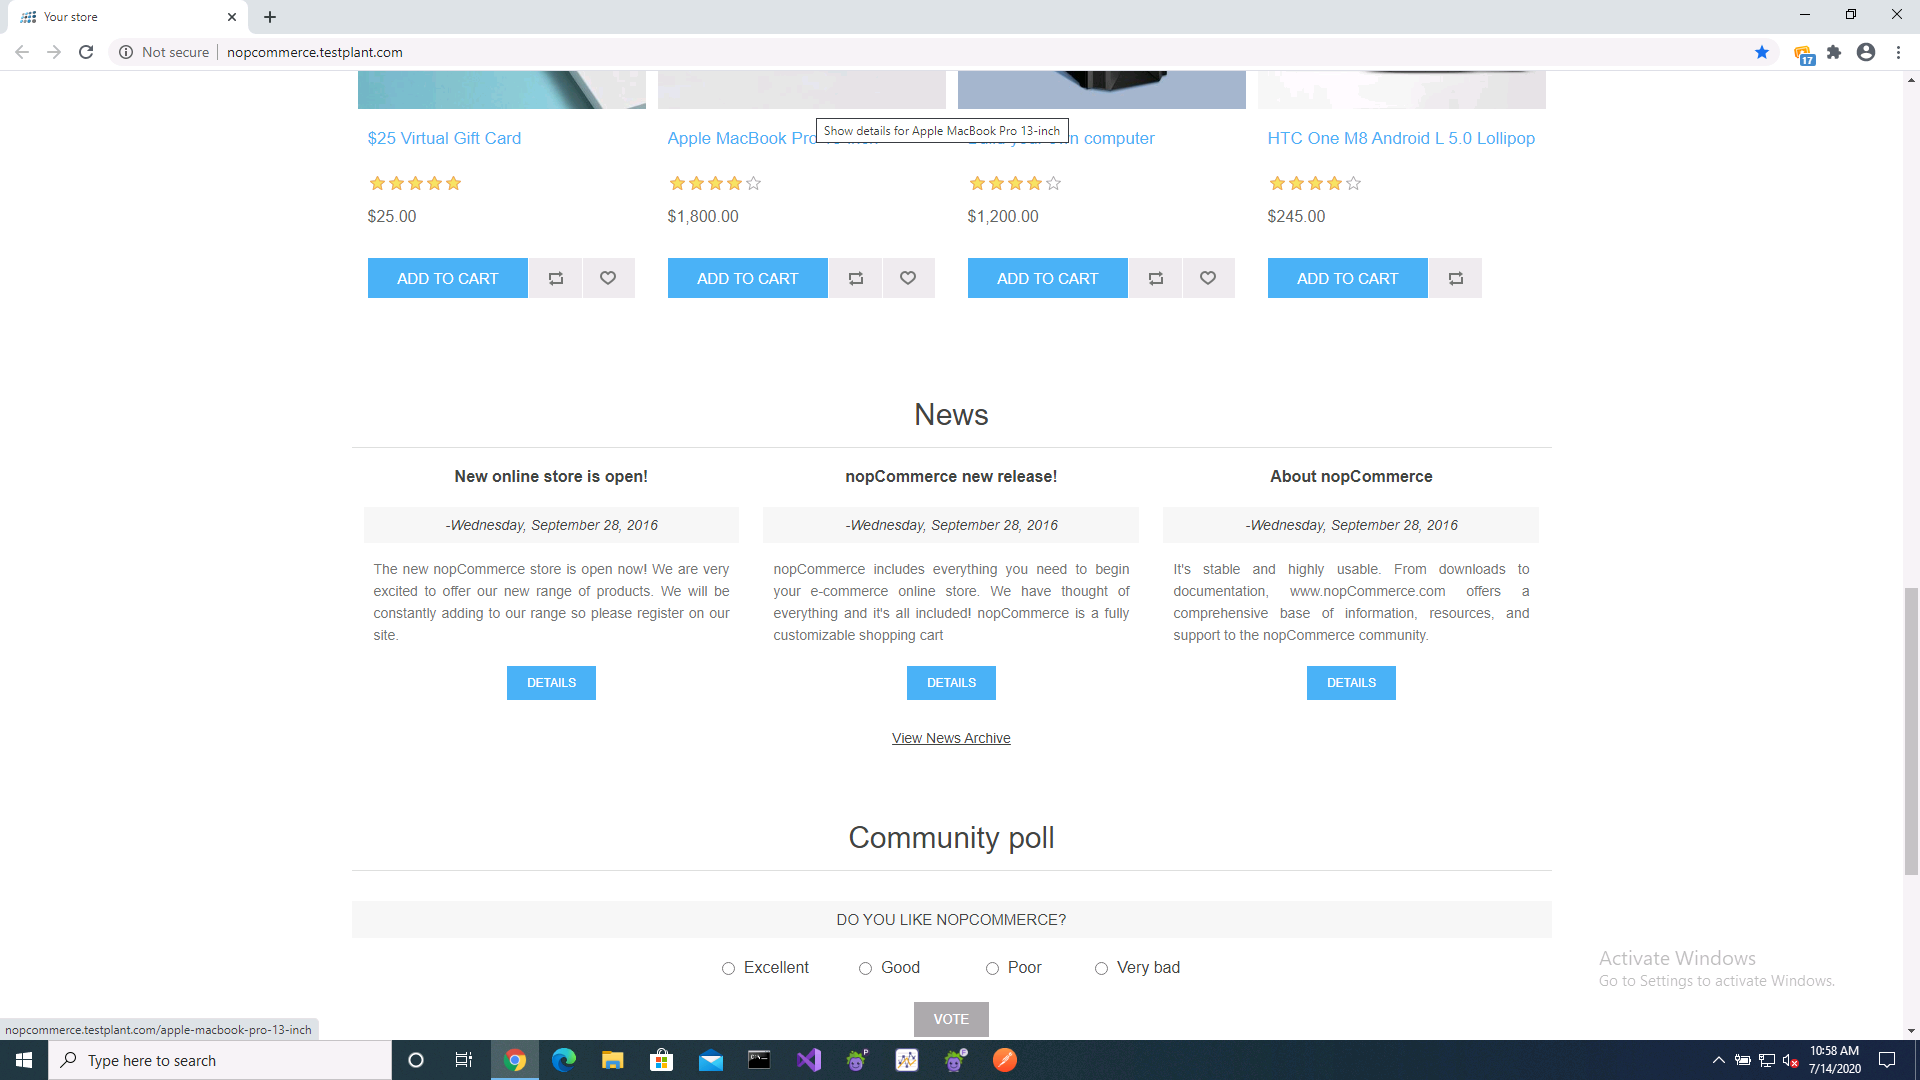 Your store
Not secure
nopcommerce.testplant.com
17
Show details for Apple MacBook Pro 13-inch
$25 Virtual Gift Card
Apple MacBook Pro
computer
HTC One M8 Android L 5.0 Lollipop
$25.00
$1,800.00
$1,200.00
$245.00
ADD TO CART
ADD TO CART
ADD TO CART
ADD TO CART
News
New online store is open!
-Wednesday, September 28, 2016
The new nopCommerce store is open now! We are very
excited to offer our new range of products. We will be
constantly adding to our range so please register on our
site.
DETAILS
nopCommerce new release!
-Wednesday, September 28, 2016
nopCommerce includes everything you need to begin
your e-commerce online store. We have thought of
everything and it's all included! nopCommerce is a fully
customizable shopping cart
DETAILS
About nopCommerce
-Wednesday, September 28, 2016
It's stable and highly usable. From downloads to
documentation, www.nopCommerce.com offers a
comprehensive base of information, resources, and
support to the nopCommerce community.
DETAILS
View News Archive
Community poll
DO YOU LIKE NOPCOMMERCE?
Excellent
Good
Poor
Very bad
VOTE
Activate Windows
Go to Settings to activate Windows.
nopcommerce.testplant.com/apple-macbook-pro-13-inch
Type here to search
10:58 AM
7/14/2020